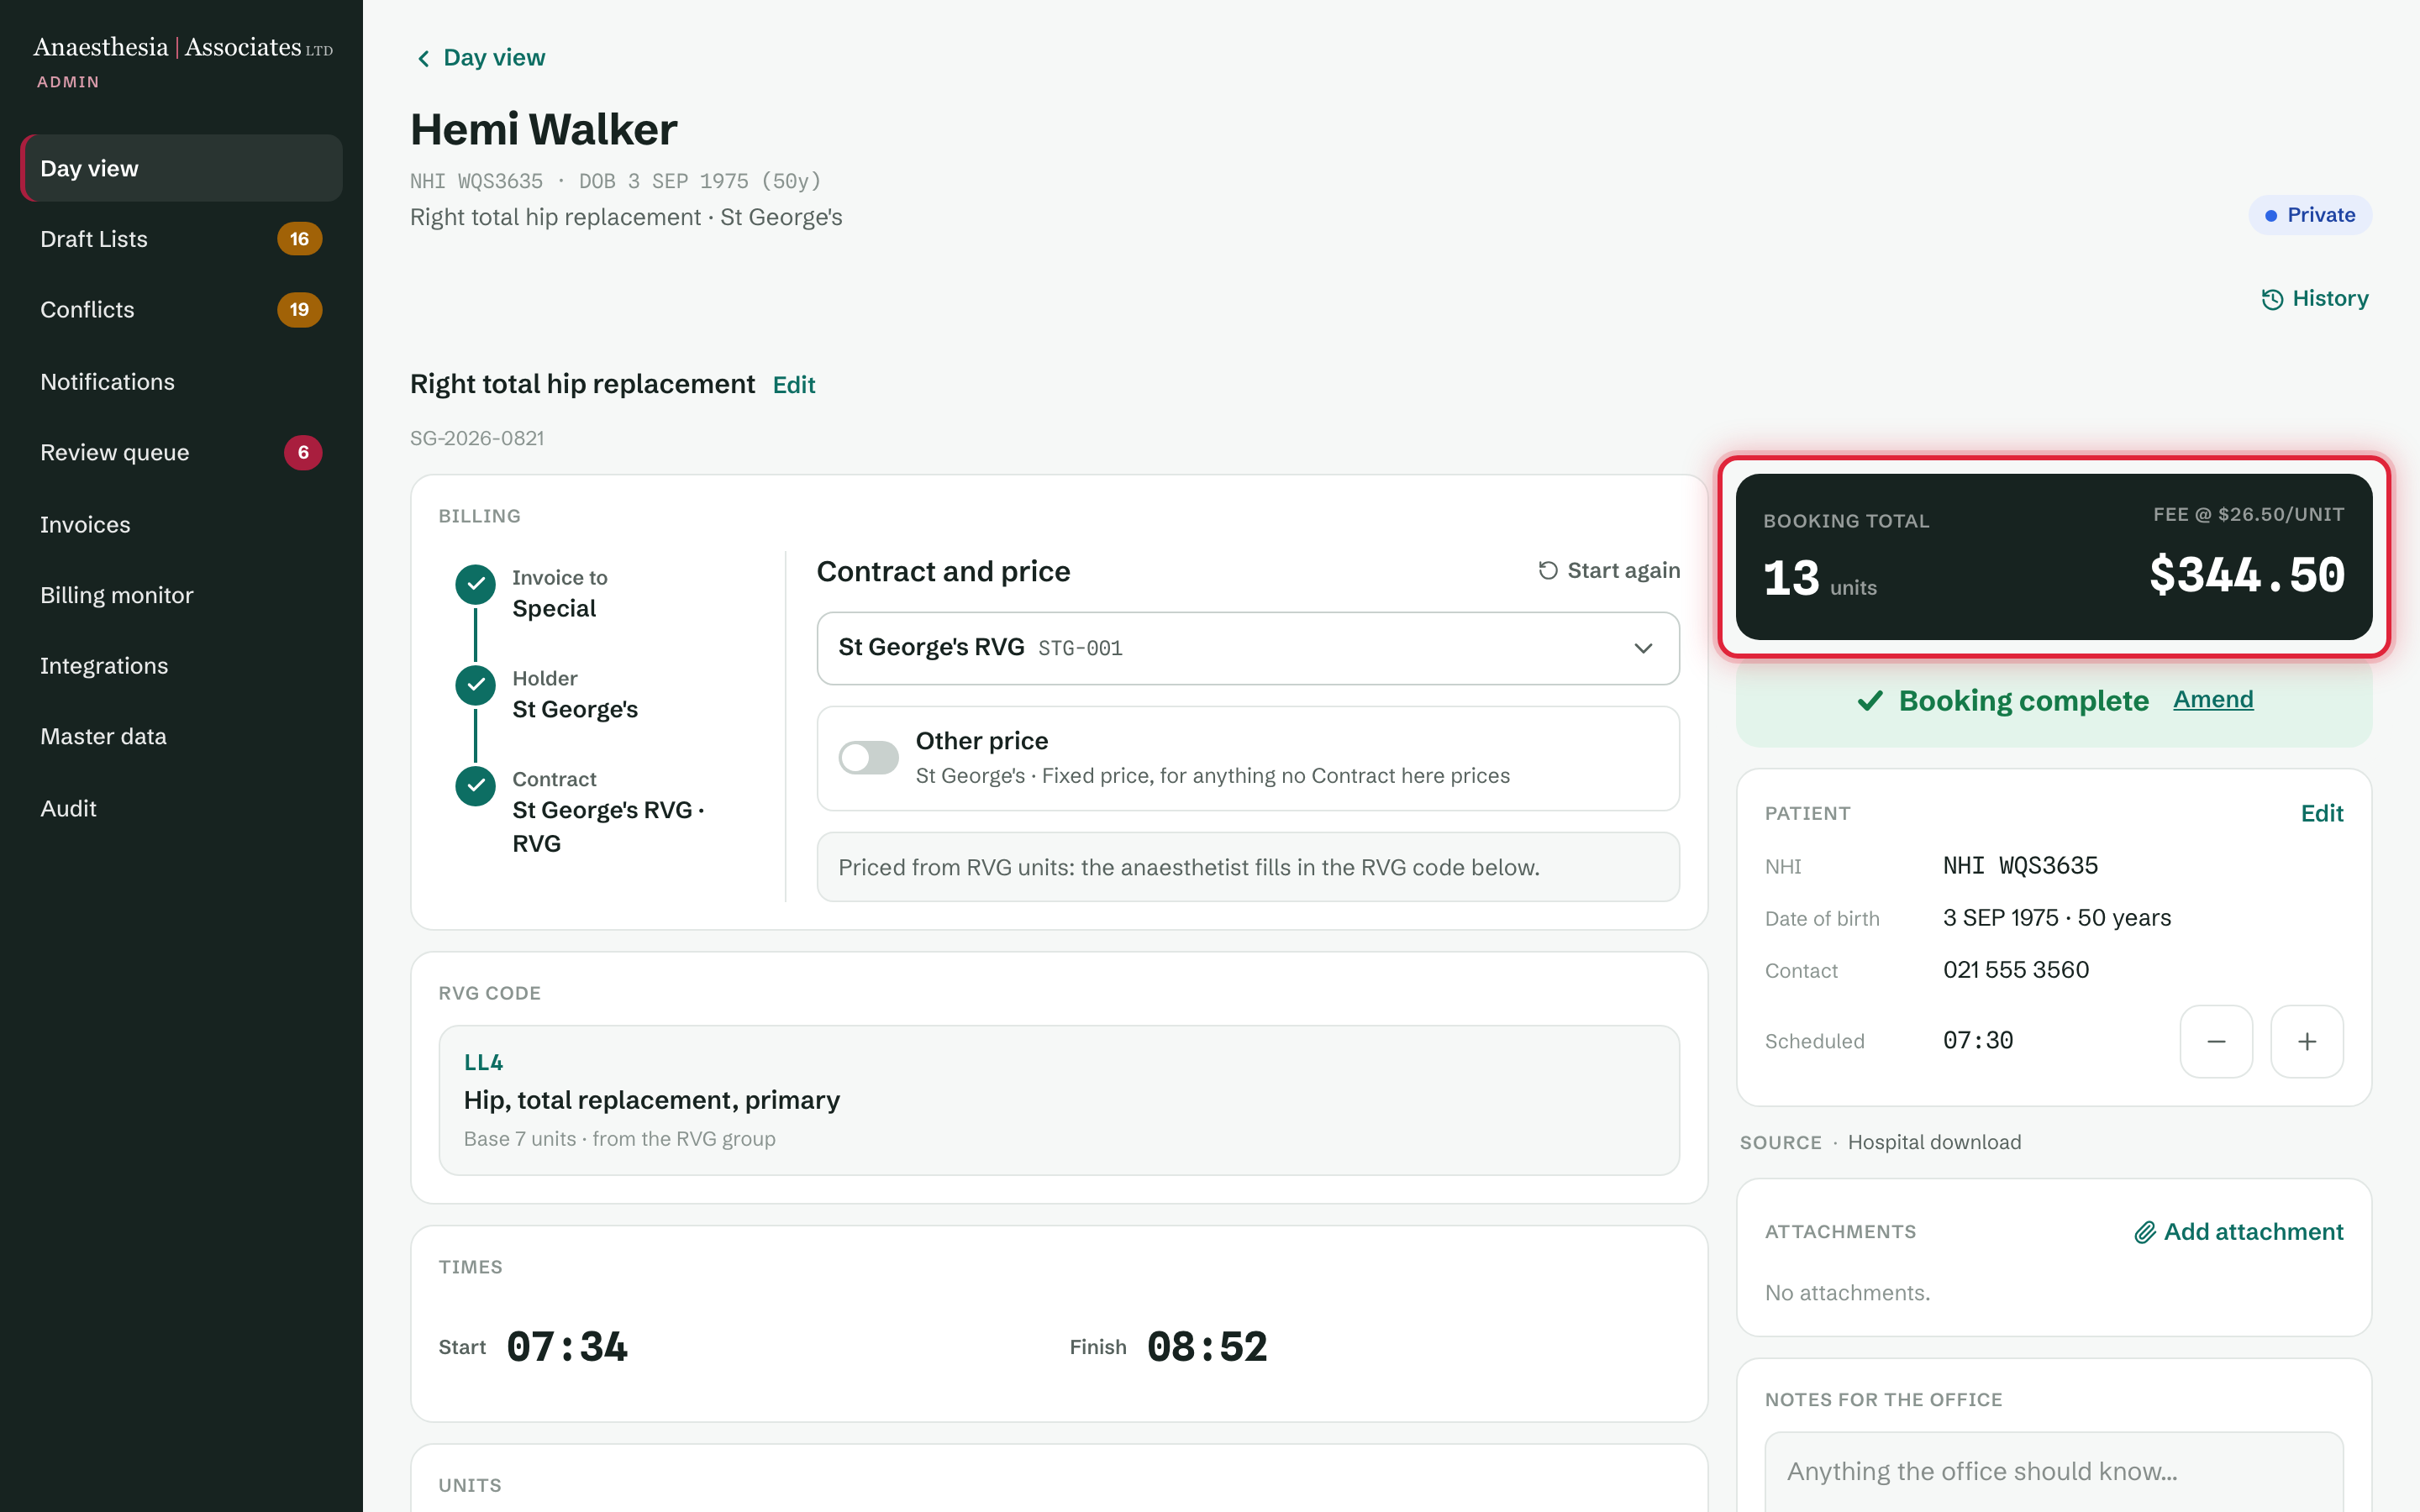 Anaesthesia | Associates LTD
ADMIN
Day view
Draft Lists 16
Conflicts 19
Notifications
Review queue 6
Invoices
Billing monitor
Integrations
Master data
Audit
Day view
Hemi Walker
NHI WQS3635 · DOB 3 SEP 1975 (50y)
Right total hip replacement · St George's
Private
History
Right total hip replacement Edit
SG-2026-0821
BILLING
Invoice to
Special
Holder
St George's
Contract
St George's RVG ·
RVG
Contract and price Start again
St George's RVG STG-001
Other price
St George's · Fixed price, for anything no Contract here prices
Priced from RVG units: the anaesthetist fills in the RVG code below.
RVG CODE
LL4
Hip, total replacement, primary
Base 7 units · from the RVG group
TIMES
Start 07:34 Finish 08:52
UNITS
BOOKING TOTAL FEE @ $26.50/UNIT
13 units $344.50
Booking complete Amend
PATIENT Edit
NHI NHI WQS3635
Date of birth 3 SEP 1975 · 50 years
Contact 021 555 3560
Scheduled 07:30 − +
SOURCE · Hospital download
ATTACHMENTS Add attachment
No attachments.
NOTES FOR THE OFFICE
Anything the office should know...